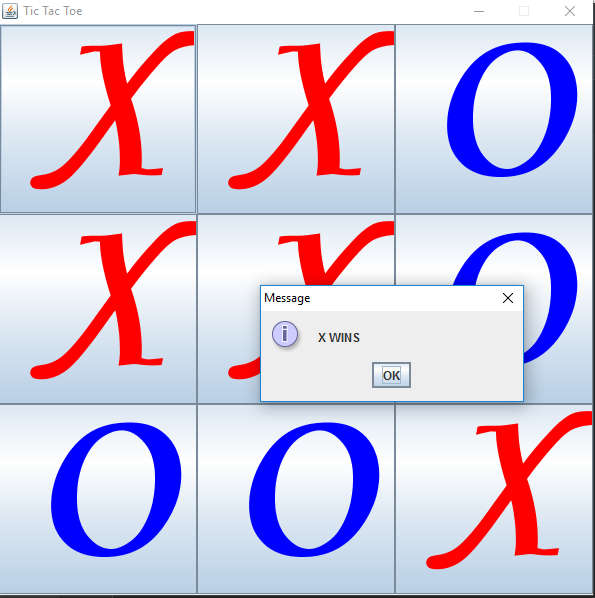 Tic Tac Toe
X X O
X X O
Message
X WINS
OK
O O X